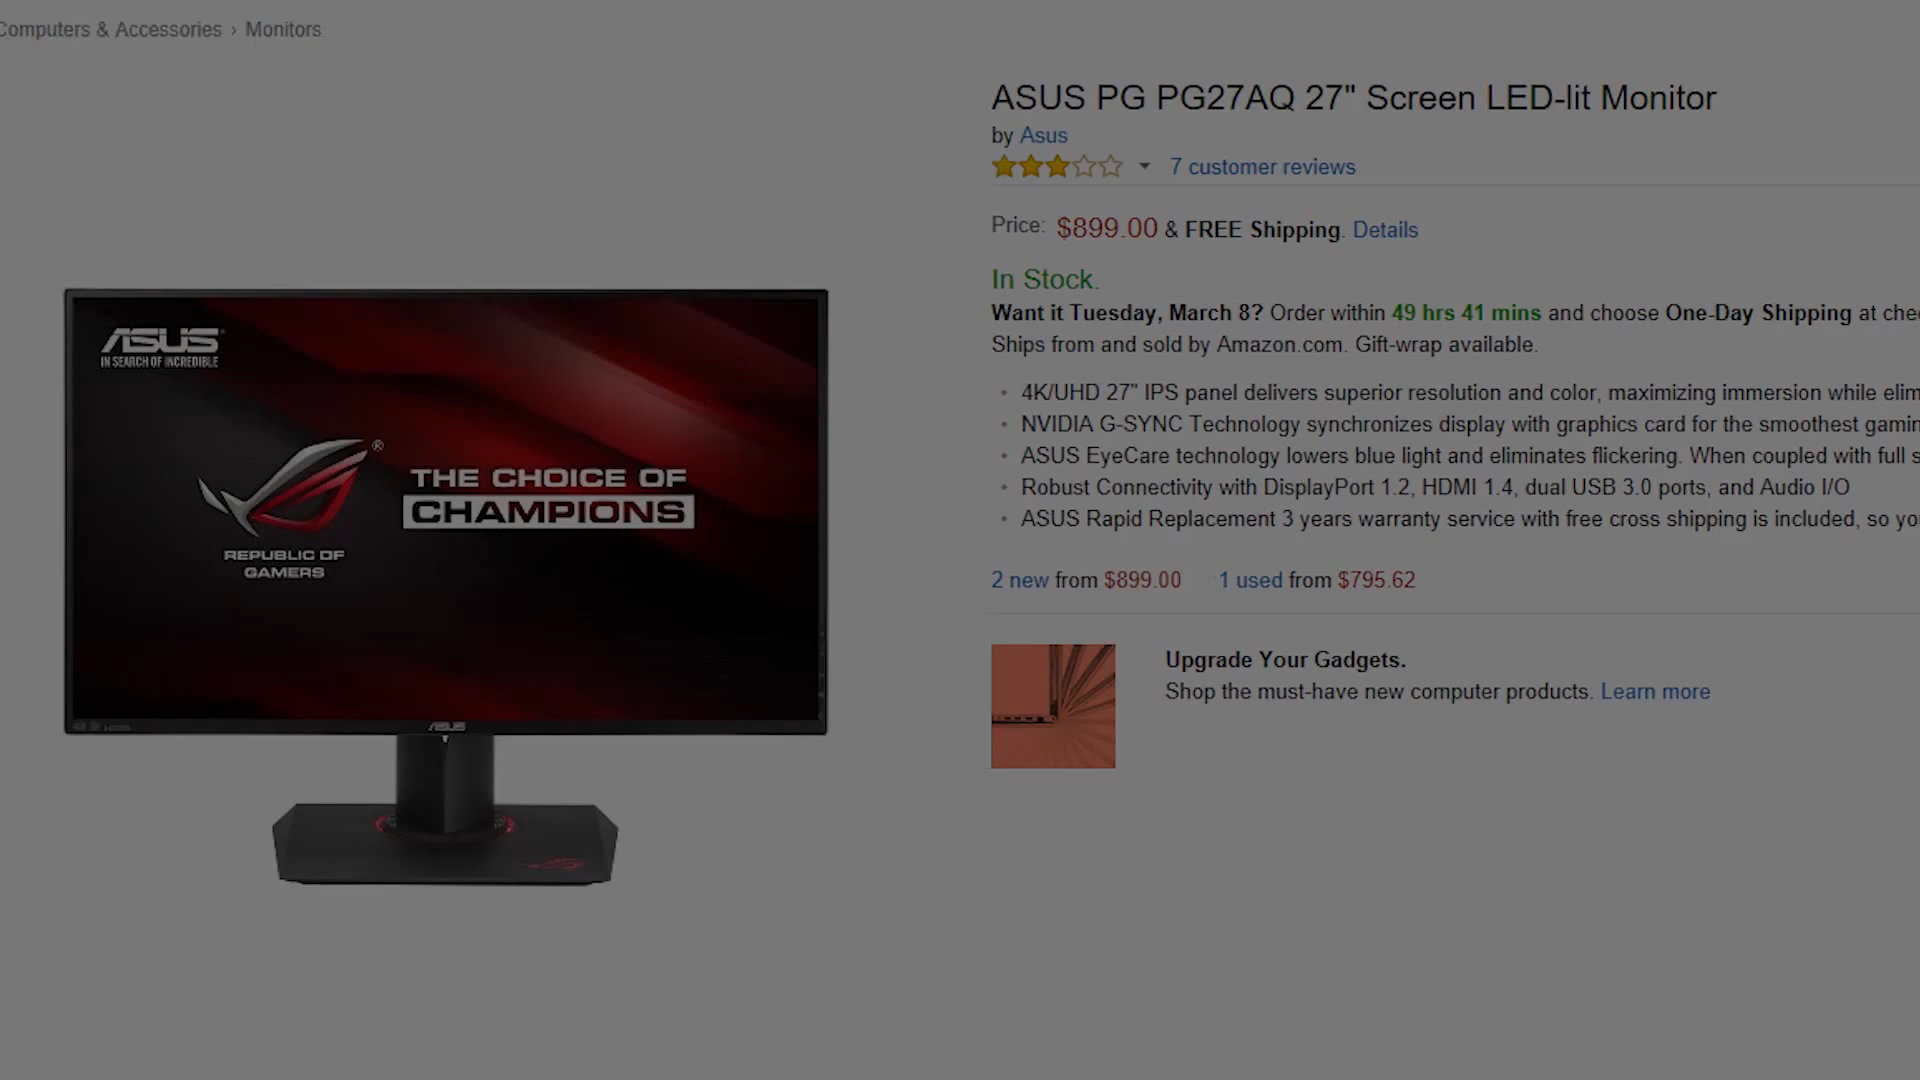 Computers & Accessories › Monitors
ASUS PG PG27AQ 27" Screen LED-lit Monitor
by Asus
7 customer reviews
Price: $899.00 & FREE Shipping. Details
In Stock.
Want it Tuesday, March 8? Order within 49 hrs 41 mins and choose One-Day Shipping at
Ships from and sold by Amazon.com. Gift-wrap available.
4K/UHD 27" IPS panel delivers superior resolution and color, maximizing immersion while
NVIDIA G-SYNC Technology synchronizes display with graphics card for the smoothest
ASUS EyeCare technology lowers blue light and eliminates flickering. When coupled with full
Robust Connectivity with DisplayPort 1.2, HDMI 1.4, dual USB 3.0 ports, and Audio I/O
ASUS Rapid Replacement 3 years warranty service with free cross shipping is included, so
2 new from $899.00 1 used from $795.62
Upgrade Your Gadgets.
Shop the must-have new computer products. Learn more
ASUS
IN SEARCH OF INCREDIBLE
THE CHOICE OF
CHAMPIONS
REPUBLIC OF
GAMERS
ASUS